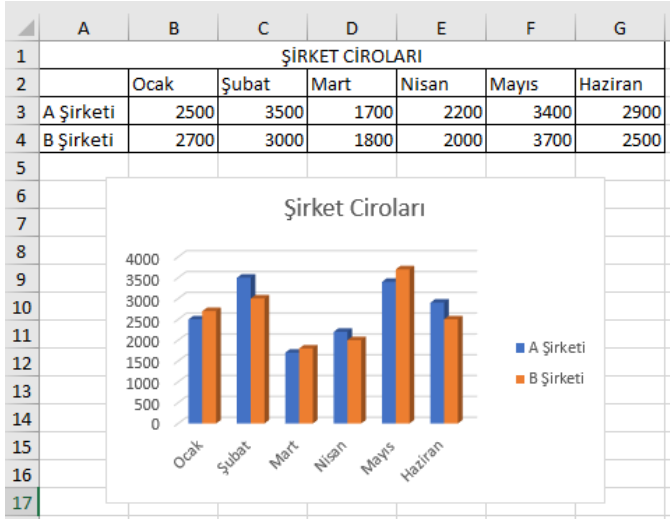 A B C D E F G
1 ŞİRKET CİROLARI
2 Ocak Şubat Mart Nisan Mayıs Haziran
3 A Şirketi 2500 3500 1700 2200 3400 2900
4 B Şirketi 2700 3000 1800 2000 3700 2500
5
6
7
8
9
10
11
12
13
14
15
16
17
Şirket Ciroları
4000
3500
3000
2500
2000
1500
1000
500
0
Ocak Şubat Mart Nisan Mayıs Haziran
A Şirketi
B Şirketi